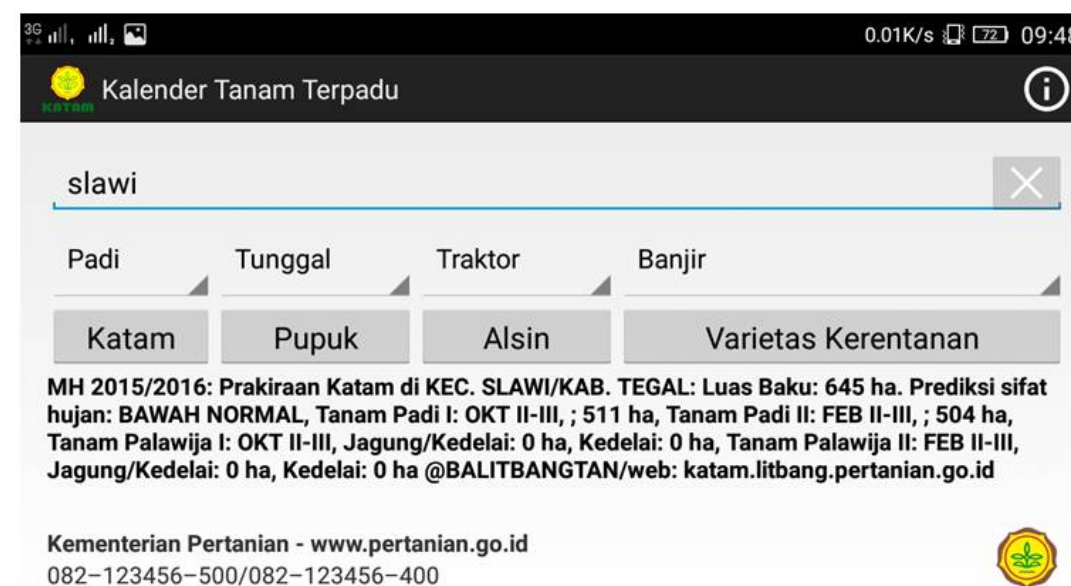 3G 0.01K/s 72 09:48
KATAM Kalender Tanam Terpadu
slawi
Padi Tunggal Traktor Banjir
Katam Pupuk Alsin Varietas Kerentanan
MH 2015/2016: Prakiraan Katam di KEC. SLAWI/KAB. TEGAL: Luas Baku: 645 ha. Prediksi sifat
hujan: BAWAH NORMAL, Tanam Padi I: OKT II-III, ; 511 ha, Tanam Padi II: FEB II-III, ; 504 ha,
Tanam Palawija I: OKT II-III, Jagung/Kedelai: 0 ha, Kedelai: 0 ha, Tanam Palawija II: FEB II-III,
Jagung/Kedelai: 0 ha, Kedelai: 0 ha @BALITBANGTAN/web: katam.litbang.pertanian.go.id
Kementerian Pertanian - www.pertanian.go.id
082-123456-500/082-123456-400